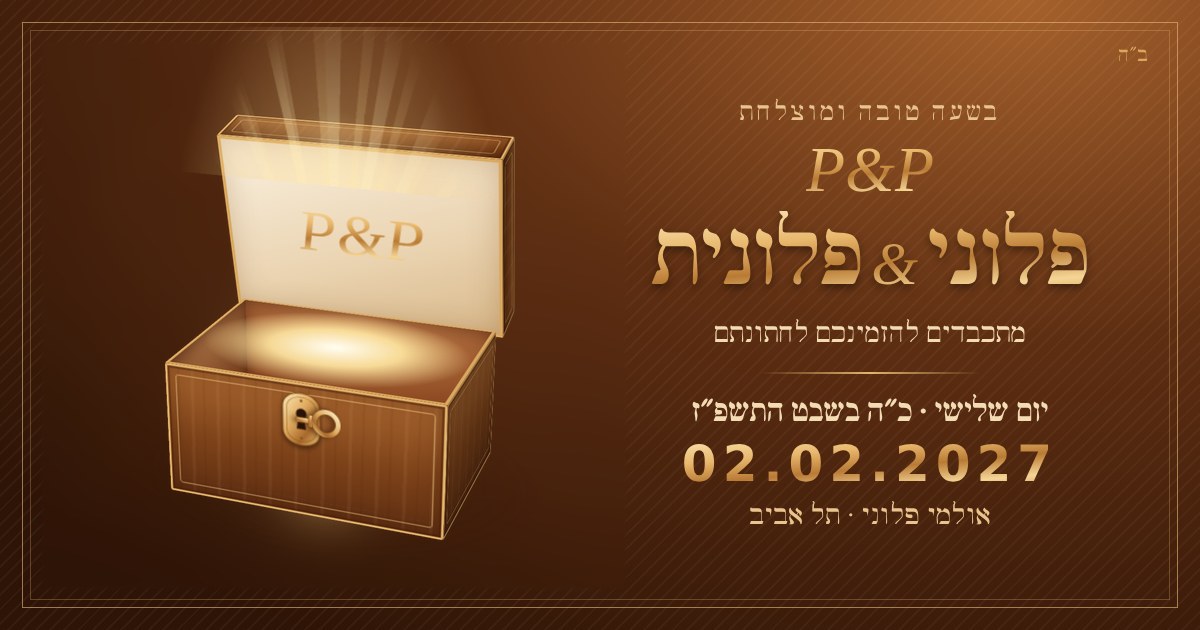 ב״ה
בשעה טובה ומוצלחת
P&P
פלוני & פלונית
מתכבדים להזמינכם לחתונתם
יום שלישי · כ״ה בשבט התשפ״ז
02.02.2027
אולמי פלוני · תל אביב
P&P